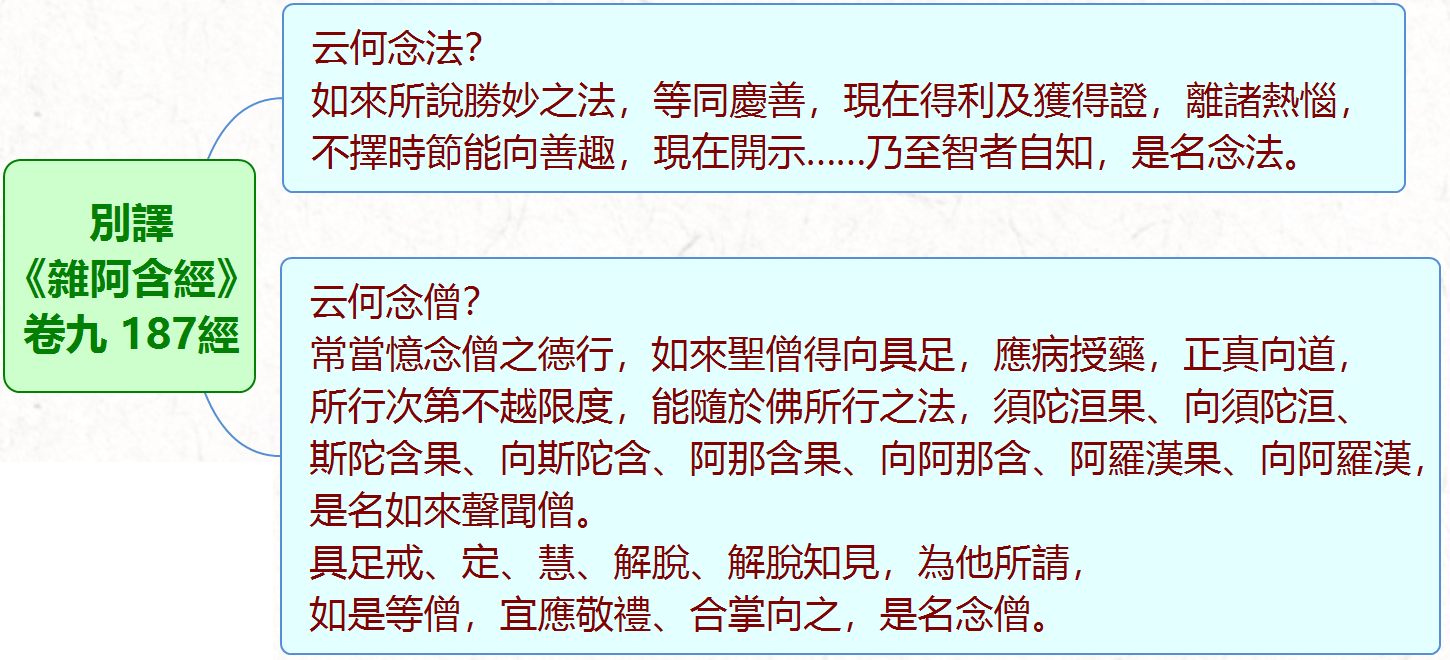 別譯
《雜阿含經》
卷九 187經
云何念法？
如來所說勝妙之法，等同慶善，現在得利及獲得證，離諸熱惱，
不擇時節能向善趣，現在開示……乃至智者自知，是名念法。
云何念僧？
常當憶念僧之德行，如來聖僧得向具足，應病授藥，正真向道，
所行次第不越限度，能隨於佛所行之法，須陀洹果、向須陀洹、
斯陀含果、向斯陀含、阿那含果、向阿那含、阿羅漢果、向阿羅漢，
是名如來聲聞僧。
具足戒、定、慧、解脫、解脫知見，為他所請，
如是等僧，宜應敬禮、合掌向之，是名念僧。